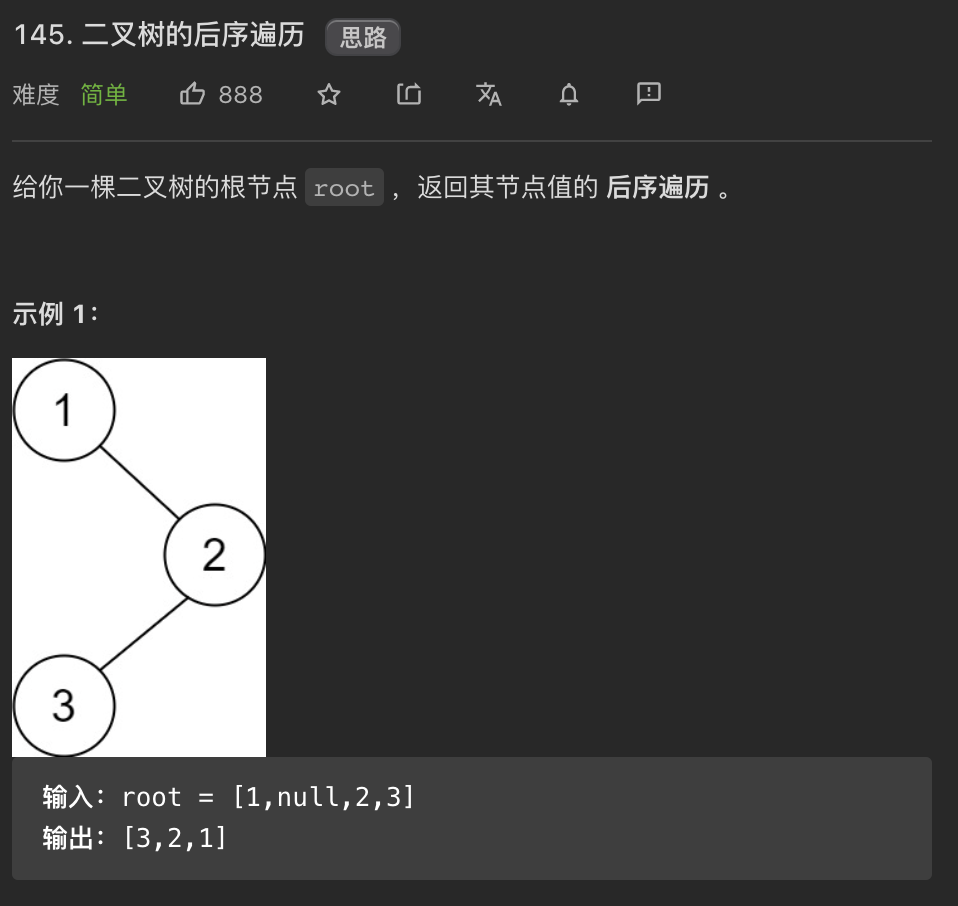 145. 二叉树的后序遍历 思路
难度 简单 888
给你一棵二叉树的根节点 root ，返回其节点值的 后序遍历 。
示例 1：
1
2
3
输入：root = [1,null,2,3]
输出：[3,2,1]